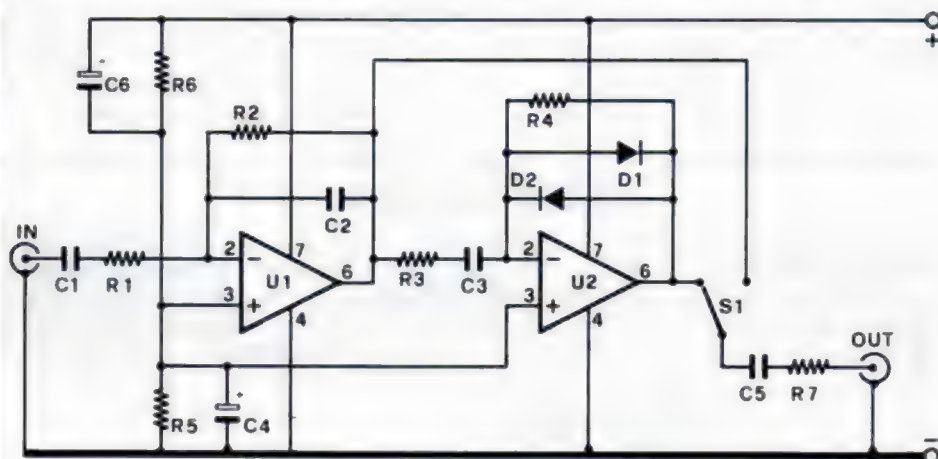 +
C6
R6
R2
R4
D2
D1
IN
C2
C1
R1
2
-
7
U1
6
3
+
4
R3
C3
2
-
7
U2
6
3
+
4
S1
OUT
C5
R7
R5
C4
-